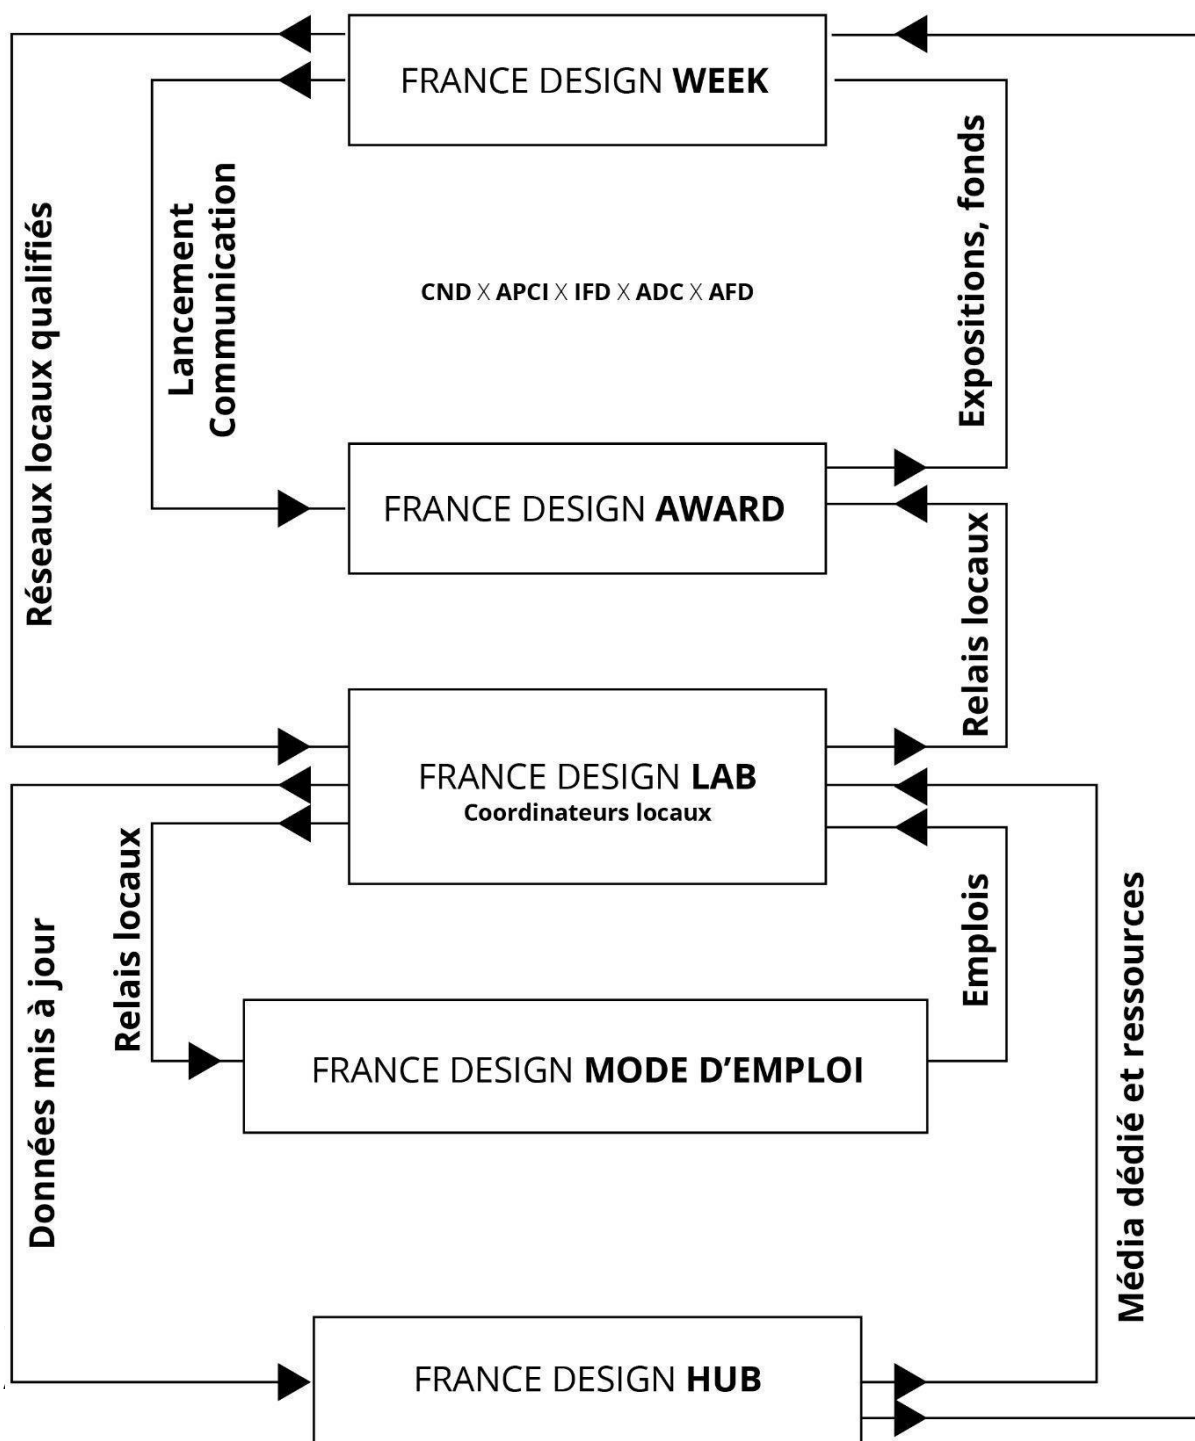 FRANCE DESIGN WEEK
Réseaux locaux qualifiés
Lancement
Communication
Expositions, fonds
CND X APCI X IFD X ADC X AFD
FRANCE DESIGN AWARD
Relais locaux
FRANCE DESIGN LAB
Coordinateurs locaux
Relais locaux
Emplois
Données mis à jour
Média dédié et ressources
FRANCE DESIGN MODE D’EMPLOI
FRANCE DESIGN HUB